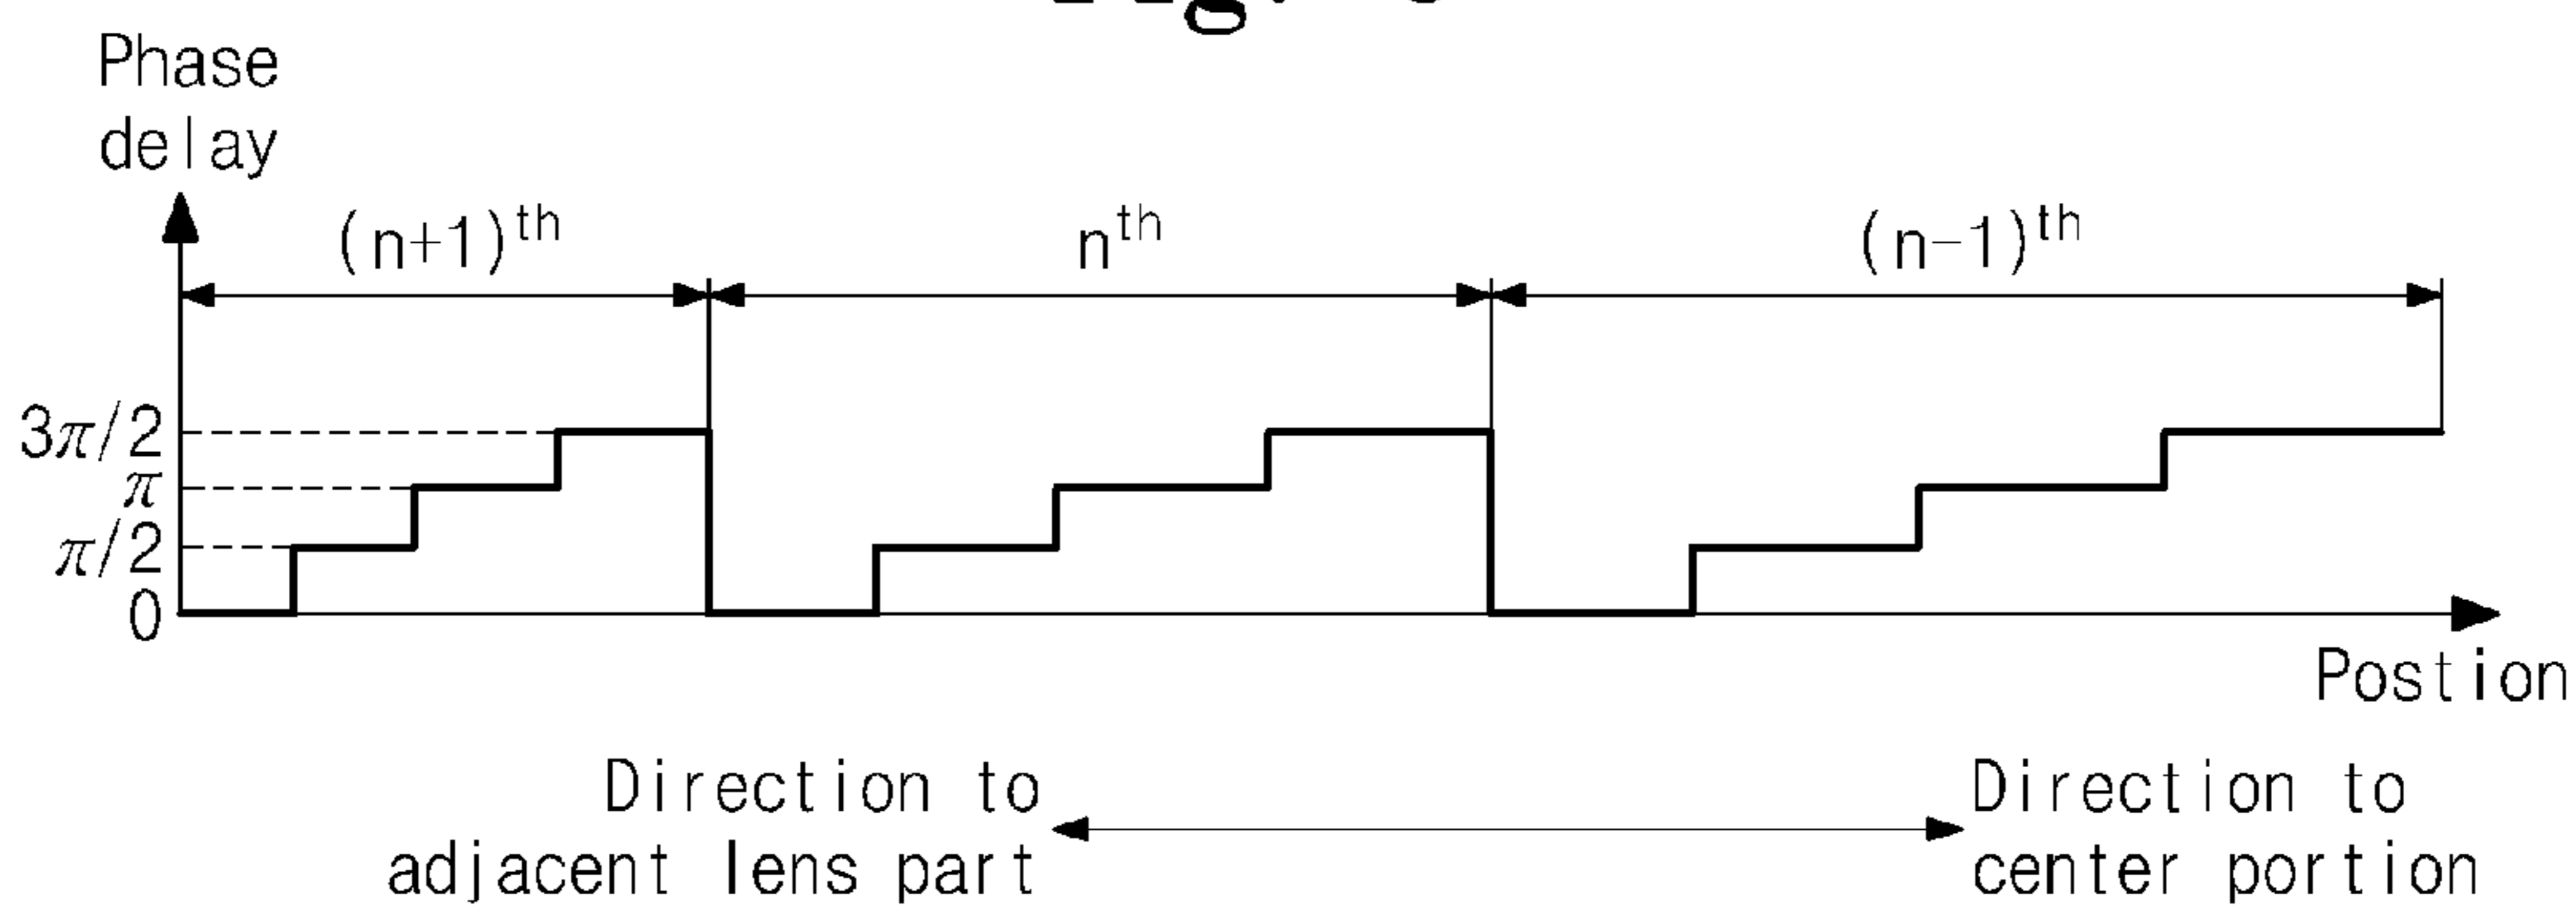 Phase
delay
(n+1)th
nth
(n-1)th
3π/2
π
π/2
0
Postion
Direction to
adjacent lens part
Direction to
center portion